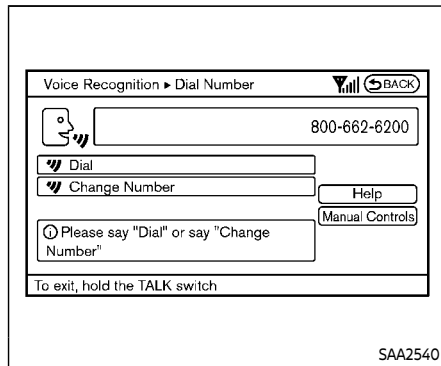 Voice Recognition ▸ Dial Number
BACK
800-662-6200
Dial
Change Number
Help
Manual Controls
Please say "Dial" or say "Change
Number"
To exit, hold the TALK switch
SAA2540